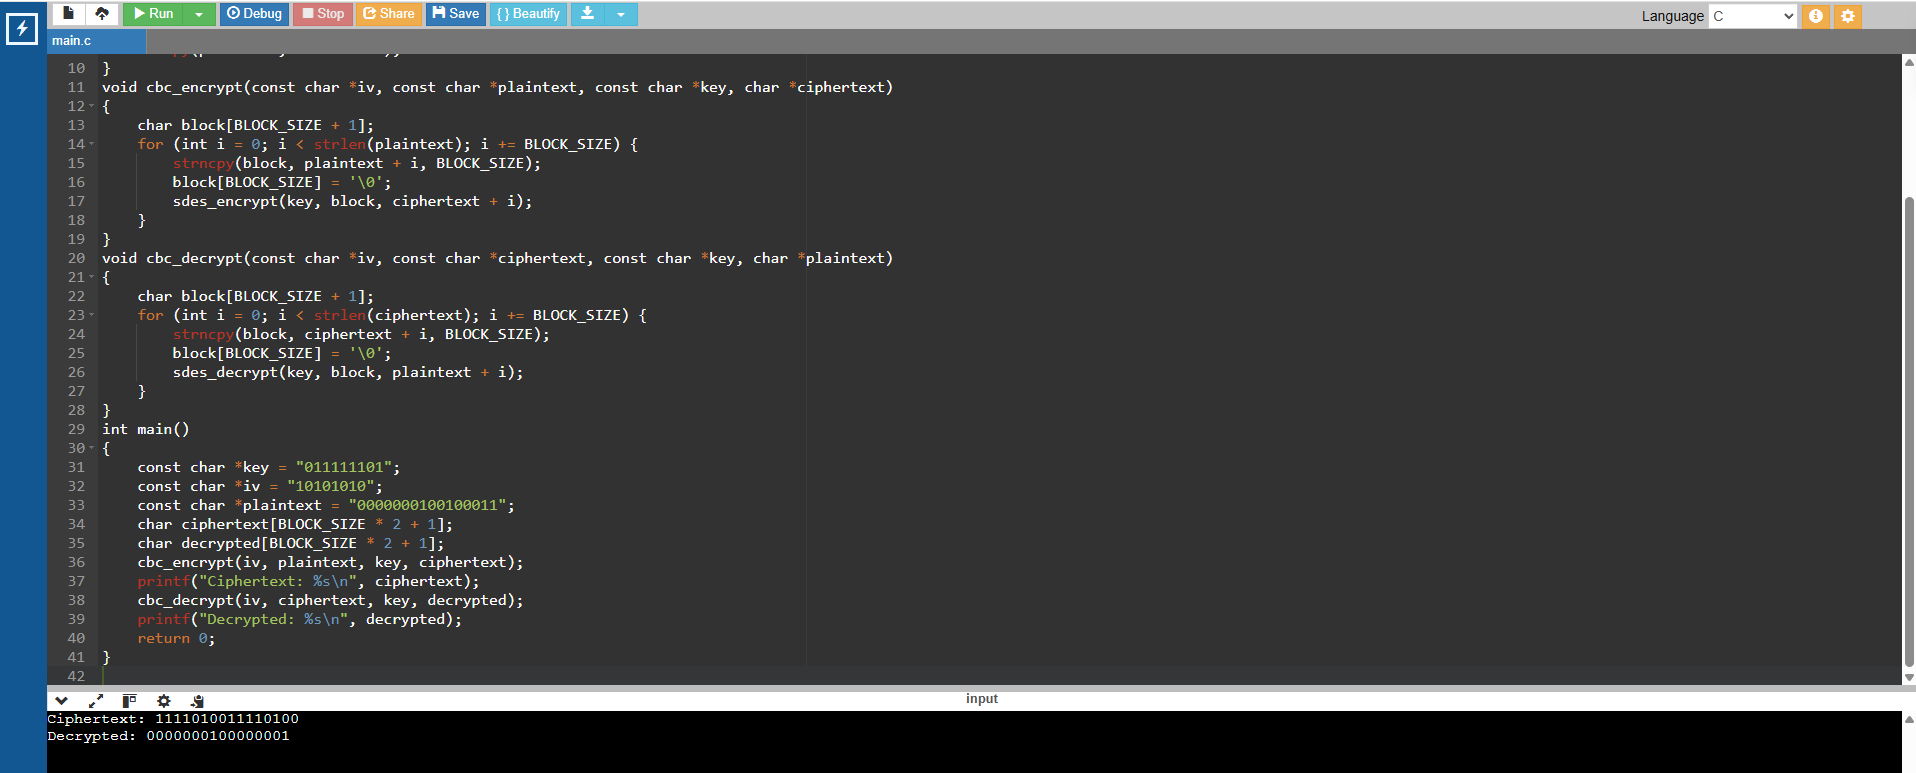 Run Debug Stop Share Save { } Beautify Language C
main.c
10 }
11 void cbc_encrypt(const char *iv, const char *plaintext, const char *key, char *ciphertext)
12 {
13 char block[BLOCK_SIZE + 1];
14 for (int i = 0; i < strlen(plaintext); i += BLOCK_SIZE) {
15 strncpy(block, plaintext + i, BLOCK_SIZE);
16 block[BLOCK_SIZE] = '\0';
17 sdes_encrypt(key, block, ciphertext + i);
18 }
19 }
20 void cbc_decrypt(const char *iv, const char *ciphertext, const char *key, char *plaintext)
21 {
22 char block[BLOCK_SIZE + 1];
23 for (int i = 0; i < strlen(ciphertext); i += BLOCK_SIZE) {
24 strncpy(block, ciphertext + i, BLOCK_SIZE);
25 block[BLOCK_SIZE] = '\0';
26 sdes_decrypt(key, block, plaintext + i);
27 }
28 }
29 int main()
30 {
31 const char *key = "011111101";
32 const char *iv = "10101010";
33 const char *plaintext = "0000000100100011";
34 char ciphertext[BLOCK_SIZE * 2 + 1];
35 char decrypted[BLOCK_SIZE * 2 + 1];
36 cbc_encrypt(iv, plaintext, key, ciphertext);
37 printf("Ciphertext: %s\n", ciphertext);
38 cbc_decrypt(iv, ciphertext, key, decrypted);
39 printf("Decrypted: %s\n", decrypted);
40 return 0;
41 }
42
input
Ciphertext: 1111010011110100
Decrypted: 0000000100000001